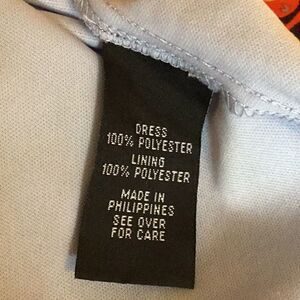 DRESS
100% POLYESTER
LINING
100% POLYESTER
MADE IN
PHILIPPINES
SEE OVER
FOR CARE